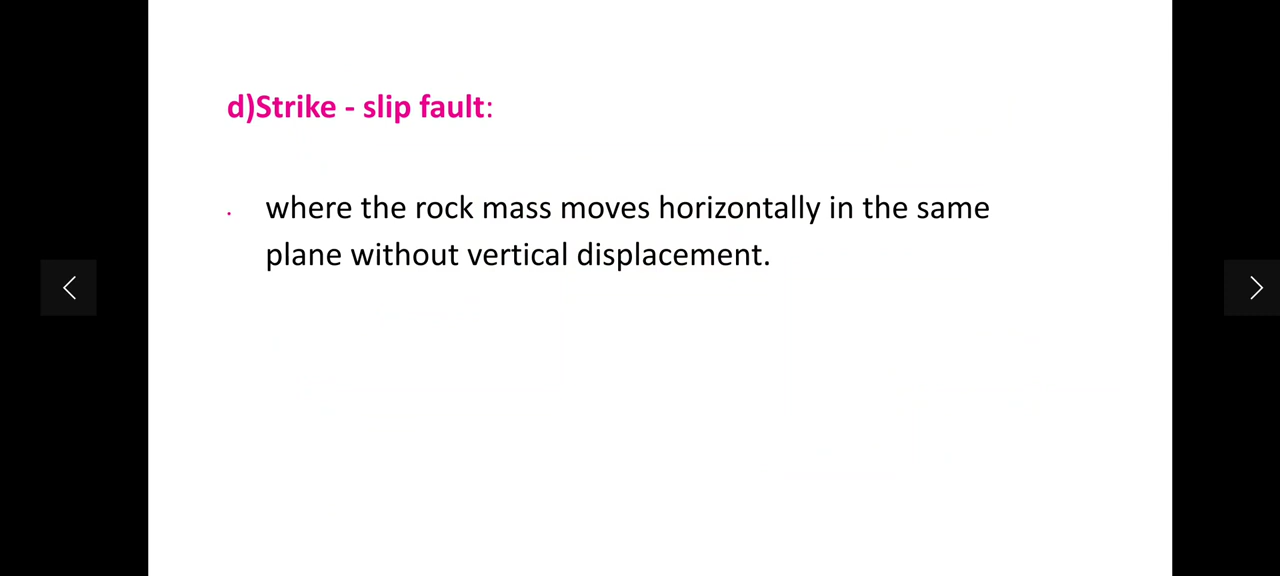 d)Strike - slip fault:
. where the rock mass moves horizontally in the same
plane without vertical displacement.